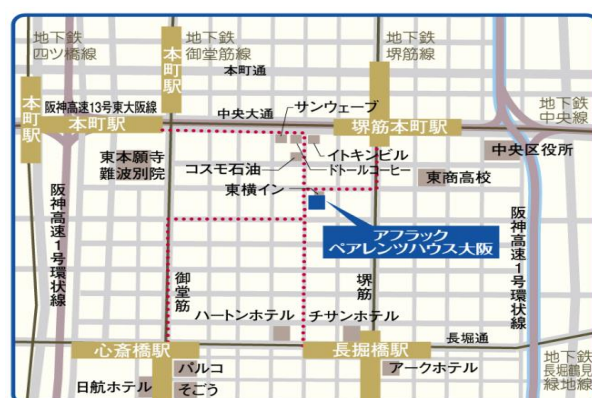 地下鉄
四ツ橋線
地下鉄
御堂筋線
地下鉄
堺筋線
本町駅
本町駅
本町通
阪神高速13号東大阪線
本町駅
中央大通
サンウェーブ
堺筋本町駅
地下鉄
中央線
東本願寺
難波別院
コスモ石油
イトキンビル
ドトールコーヒー
中央区役所
東商高校
東横イン
アフラック
ペアレンツハウス大阪
阪神高速1号環状線
御堂筋
堺筋
阪神高速1号環状線
ハートンホテル
チサンホテル
長堀通
心斎橋駅
長堀橋駅
パルコ
アークホテル
地下鉄
長堀鶴見
緑地線
日航ホテル
そごう